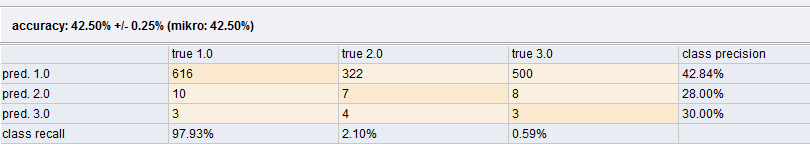 accuracy: 42.50% +/- 0.25% (mikro: 42.50%)
true 1.0 true 2.0 true 3.0 class precision
pred. 1.0 616 322 500 42.84%
pred. 2.0 10 7 8 28.00%
pred. 3.0 3 4 3 30.00%
class recall 97.93% 2.10% 0.59%